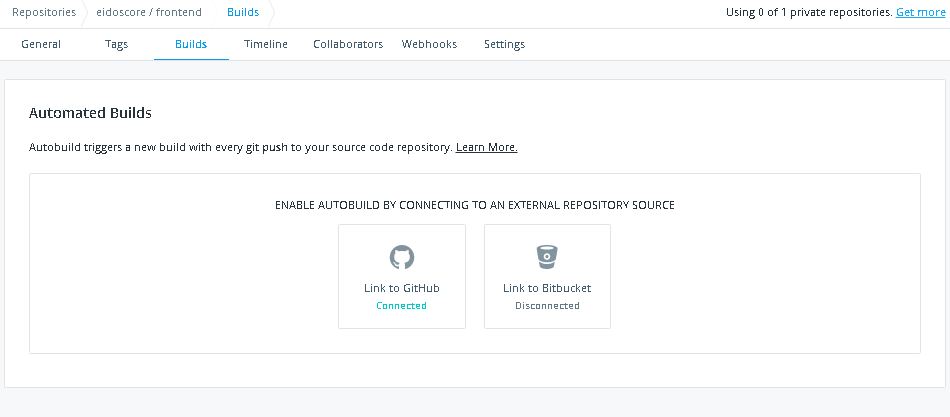 Repositories eidoscore / frontend Builds Using 0 of 1 private repositories. Get more
General Tags Builds Timeline Collaborators Webhooks Settings
Automated Builds
Autobuild triggers a new build with every git push to your source code repository. Learn More.
ENABLE AUTOBUILD BY CONNECTING TO AN EXTERNAL REPOSITORY SOURCE
Link to GitHub Link to Bitbucket
Connected Disconnected